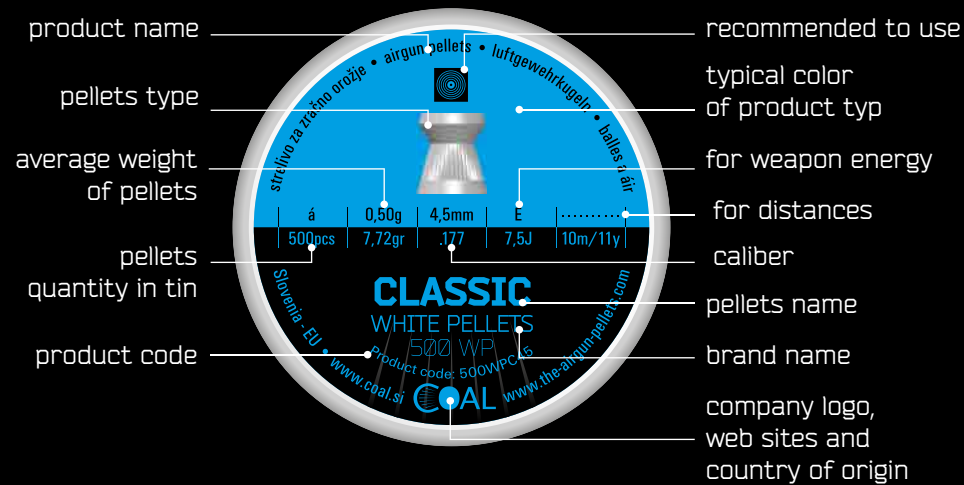 product name
pellets type
average weight
of pellets
pellets
quantity in tin
product code
strelivo za zračno orožje • airgun pellets • luftgewehrkugeln • balles a áir
á 0,50g 4,5mm E ..........
500pcs 7,72gr .177 7,5J 10m/11y
CLASSIC
WHITE PELLETS
500 WP
Product code: 500WPC45
Slovenia - EU • www.coal.si
COAL
www.the-airgun-pellets.com
recommended to use
typical color
of product typ
for weapon energy
for distances
caliber
pellets name
brand name
company logo,
web sites and
country of origin